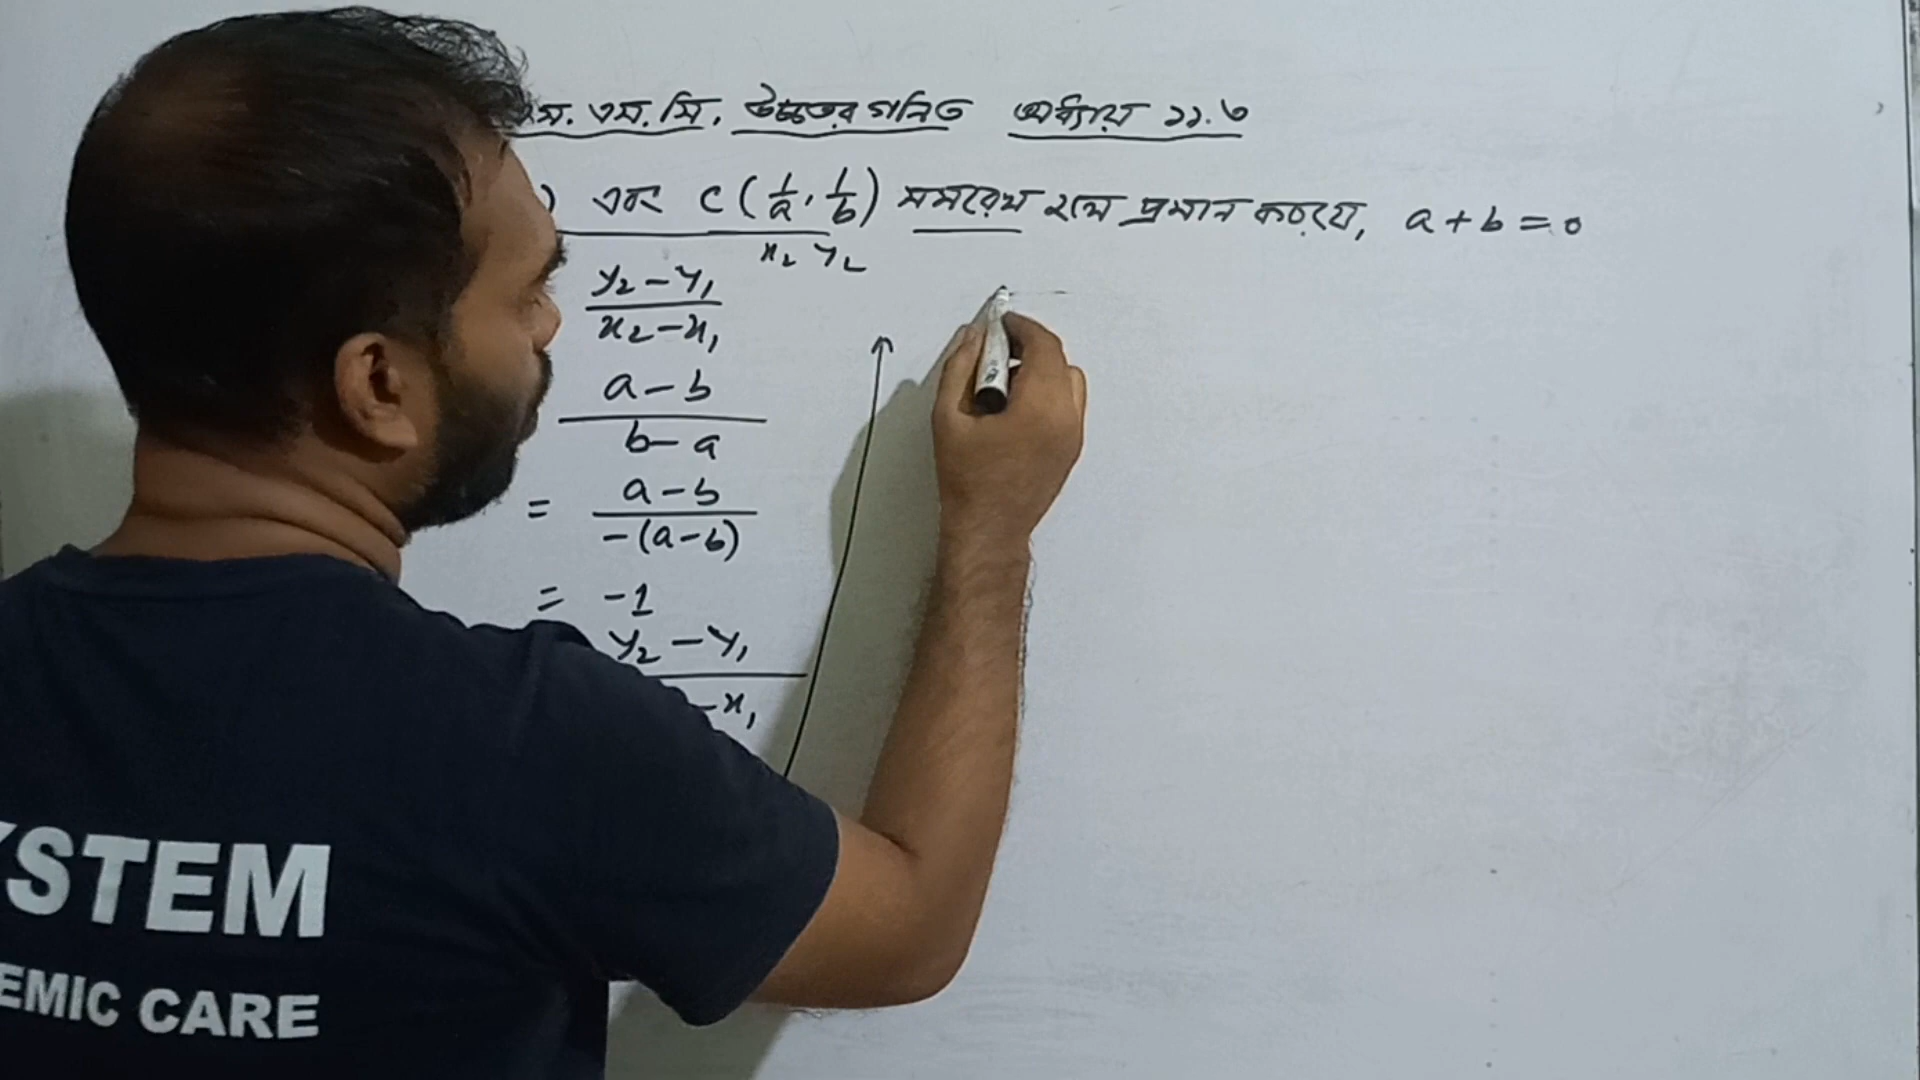 এস. এস. সি. উচ্চতর গনিত অধ্যায় ১১.৩
) এবং C (1/a, 1/b) সমরেখ হলে প্রমান কর যে, a + b = 0
x₂ y₂
y₂ - y₁
x₂ - x₁
a - b
b - a
= a - b
-(a - b)
= -1
y₂ - y₁
- x₁
STEM
EMIC CARE